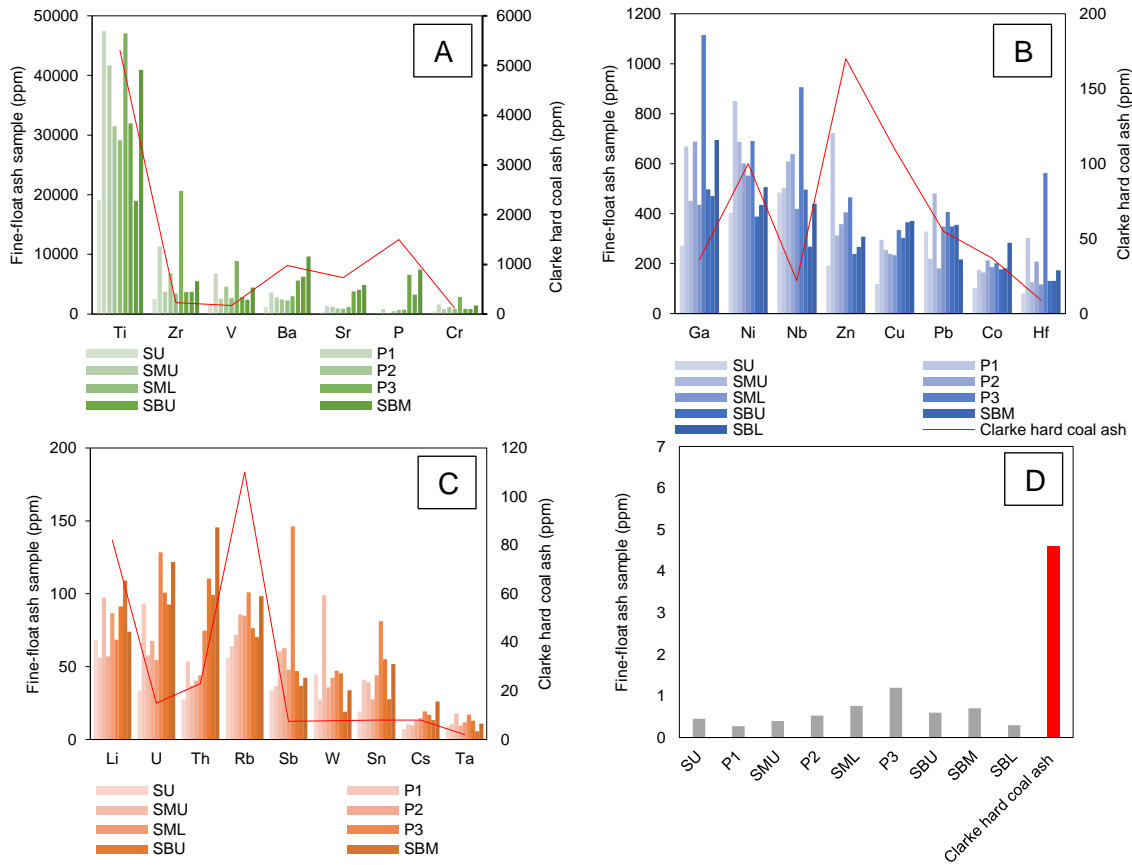 A
Fine-float ash sample (ppm)
50000
40000
30000
20000
10000
0
6000
5000
4000
3000
2000
1000
0
Clarke hard coal ash (ppm)
Ti Zr V Ba Sr P Cr
SU P1
SMU P2
SML P3
SBU SBM
B
Fine-float ash sample (ppm)
1200
1000
800
600
400
200
0
200
150
100
50
0
Clarke hard coal ash (ppm)
Ga Ni Nb Zn Cu Pb Co Hf
SU P1
SMU P2
SML P3
SBU SBM
SBL Clarke hard coal ash
C
Fine-float ash sample (ppm)
200
150
100
50
0
120
100
80
60
40
20
0
Clarke hard coal ash (ppm)
Li U Th Rb Sb W Sn Cs Ta
SU P1
SMU P2
SML P3
SBU SBM
D
Fine-float ash sample (ppm)
7
6
5
4
3
2
1
0
SU P1 SMU P2 SML P3 SBU SBM SBL Clarke hard coal ash